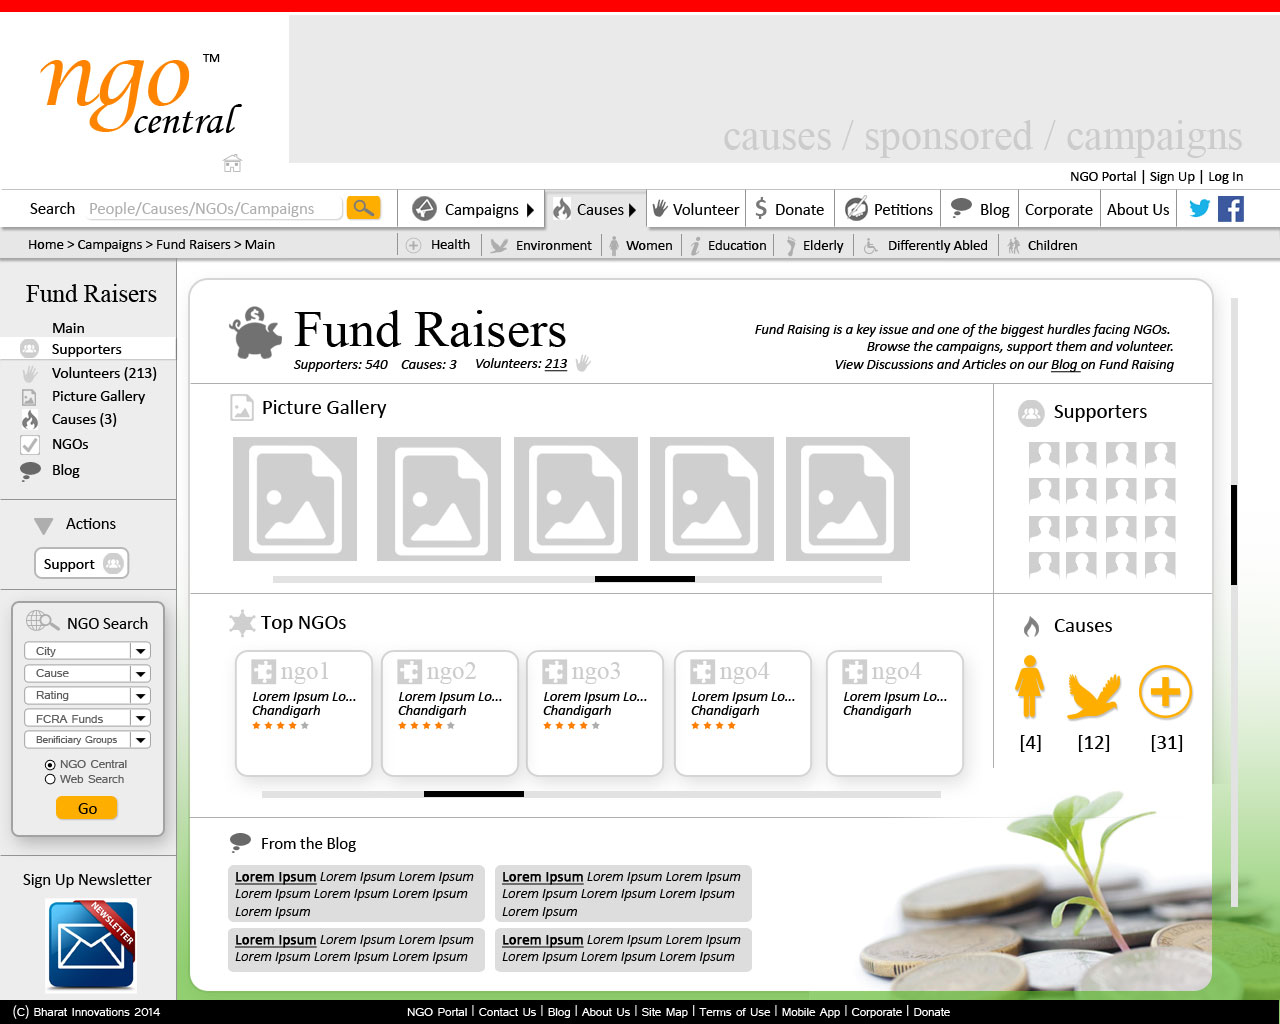 ngo™
central
causes / sponsored / campaigns
NGO Portal | Sign Up | Log In
Search People/Causes/NGOs/Campaigns Campaigns Causes Volunteer Donate Petitions Blog Corporate About Us
Home > Campaigns > Fund Raisers > Main Health Environment Women Education Elderly Differently Abled Children
Fund Raisers
Main
Supporters
Volunteers (213)
Picture Gallery
Causes (3)
NGOs
Blog
Actions
Support
NGO Search
City
Cause
Rating
FCRA Funds
Benificiary Groups
NGO Central
Web Search
Go
Sign Up Newsletter
NEWSLETTER
Fund Raisers
Supporters: 540 Causes: 3 Volunteers: 213
Fund Raising is a key issue and one of the biggest hurdles facing NGOs.
Browse the campaigns, support them and volunteer.
View Discussions and Articles on our Blog on Fund Raising
Picture Gallery
Supporters
Top NGOs
ngo1
Lorem Ipsum Lo...
Chandigarh
ngo2
Lorem Ipsum Lo...
Chandigarh
ngo3
Lorem Ipsum Lo...
Chandigarh
ngo4
Lorem Ipsum Lo...
Chandigarh
ngo4
Lorem Ipsum Lo...
Chandigarh
Causes
[4] [12] [31]
From the Blog
Lorem Ipsum Lorem Ipsum Lorem Ipsum
Lorem Ipsum Lorem Ipsum Lorem Ipsum
Lorem Ipsum
Lorem Ipsum Lorem Ipsum Lorem Ipsum
Lorem Ipsum Lorem Ipsum Lorem Ipsum
Lorem Ipsum
Lorem Ipsum Lorem Ipsum Lorem Ipsum
Lorem Ipsum Lorem Ipsum Lorem Ipsum
Lorem Ipsum Lorem Ipsum Lorem Ipsum
Lorem Ipsum Lorem Ipsum Lorem Ipsum
(C) Bharat Innovations 2014 NGO Portal | Contact Us | Blog | About Us | Site Map | Terms of Use | Mobile App | Corporate | Donate